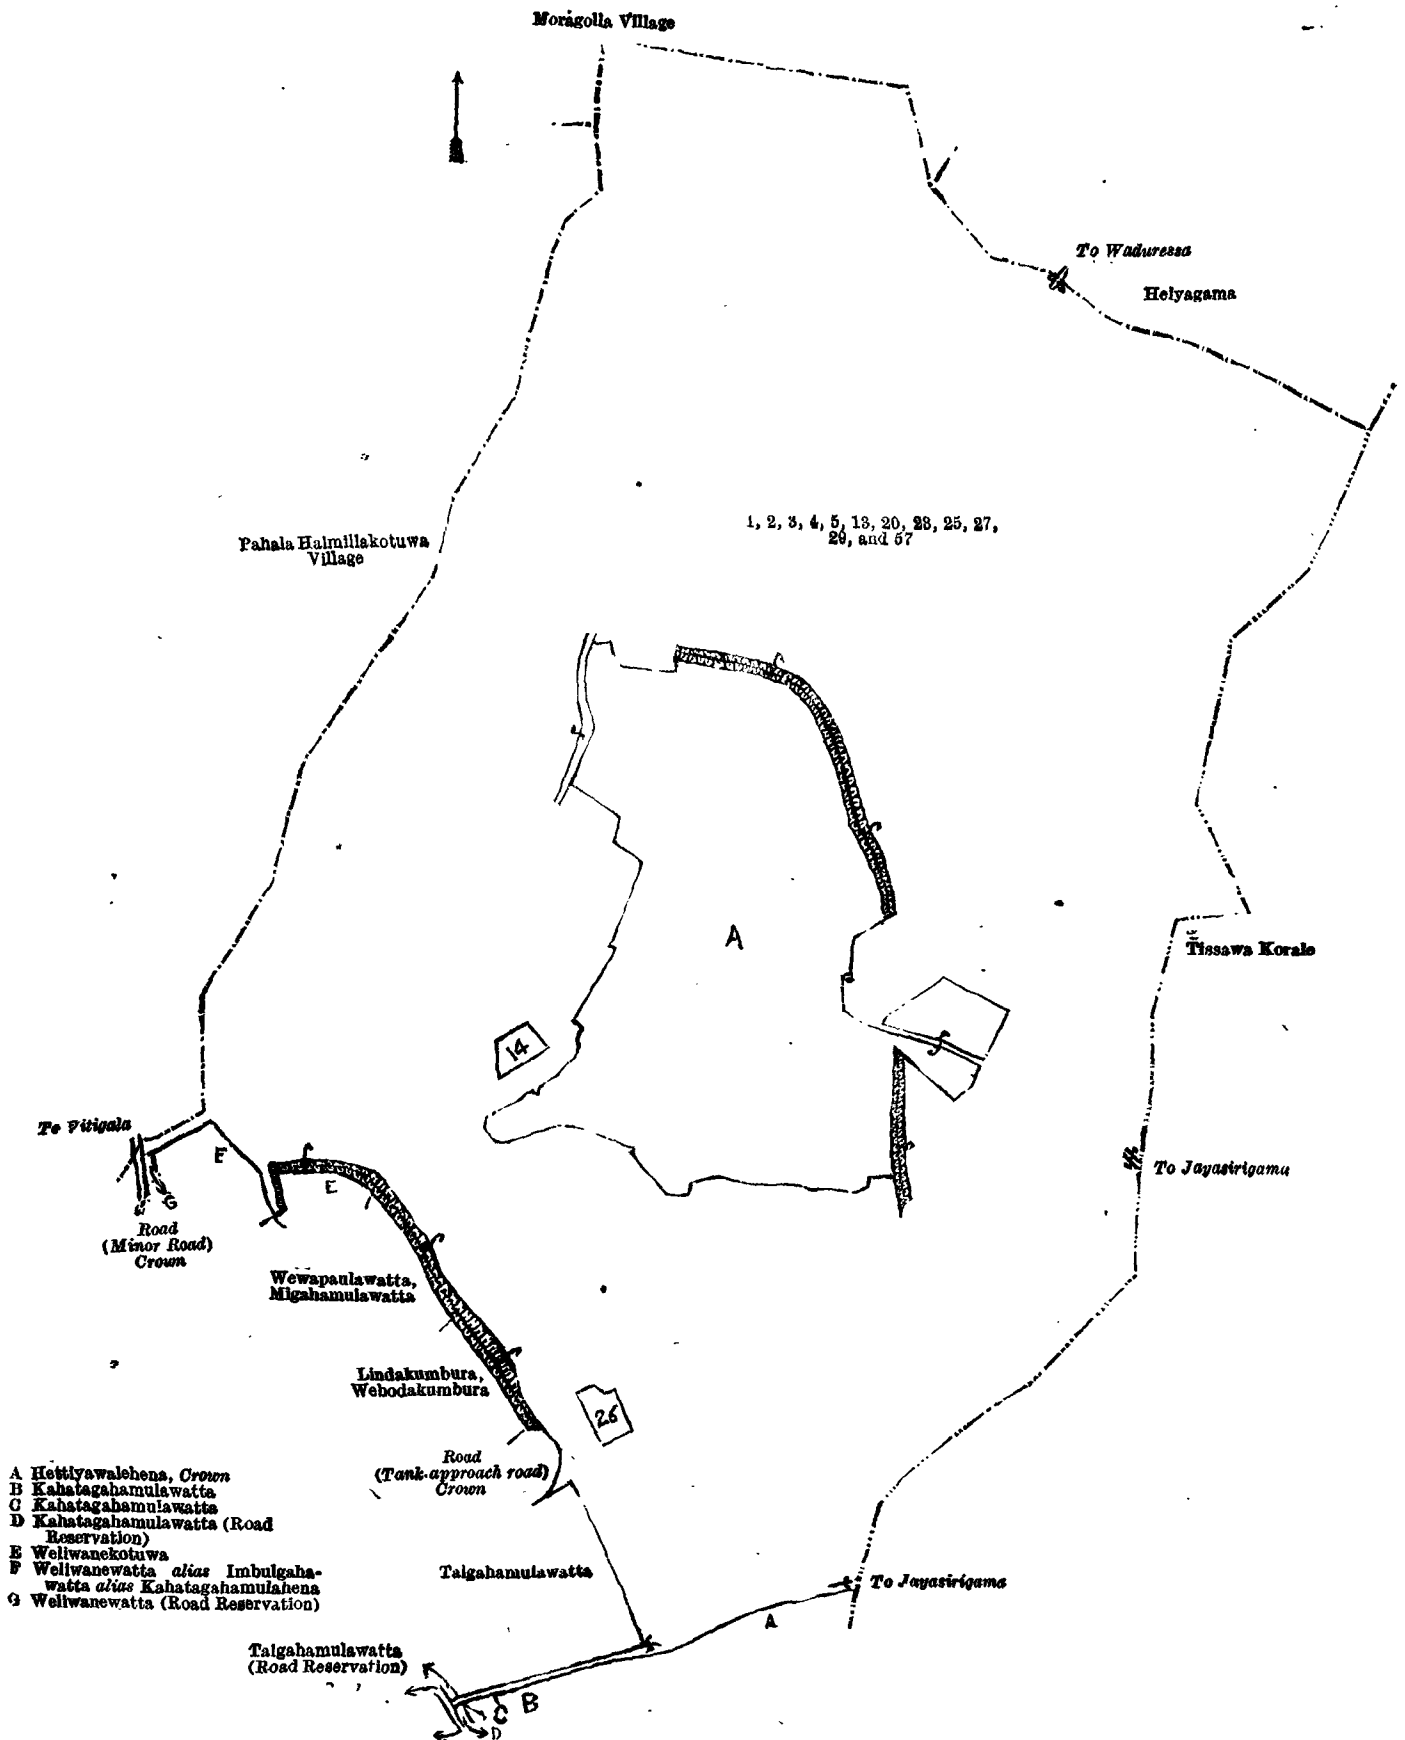 Moragolla Village
To Waduressa
Helyagama
1, 2, 3, 4, 5, 13, 20, 23, 25, 27,
29, and 57
Pahala Halmillakotuwa
Village
A
Tissawa Korale
14
To Vitigala
E
E
G
To Jayasirigama
Road
(Minor Road)
Crown
Wewapaulawatta,
Migahamulawatta
Lindakumbura,
Webodakumbura
26
Road
(Tank-approach road)
Crown
A Hettiyawalehena, Crown
B Kahatagahamulawatta
C Kahatagahamulawatta
D Kahatagahamulawatta (Road
Reservation)
E Weliwanekotuwa
F Weliwanewatta alias Imbulgaha-
watta alias Kahatagahamulahena
G Weliwanewatta (Road Reservation)
Talgahamulawatta
To Jayasirigama
A
Talgahamulawatta
(Road Reservation)
B
C
D